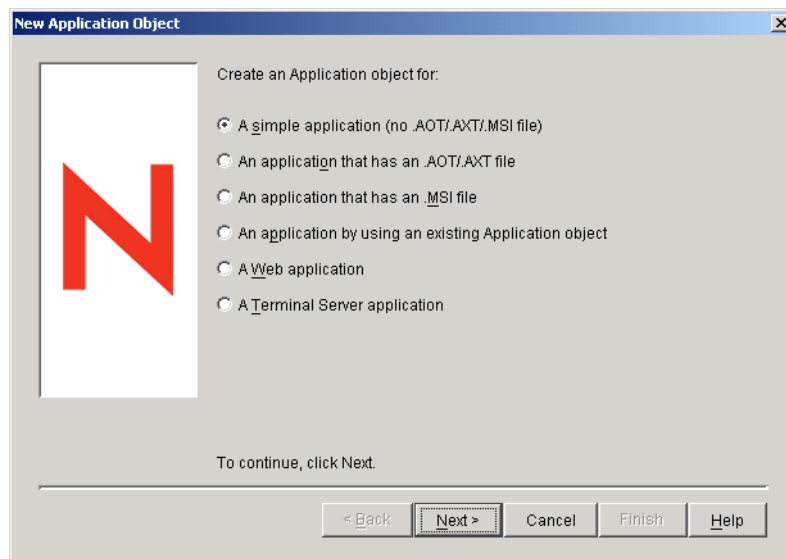 New Application Object
Create an Application object for:
A simple application (no .AOT/.AXT/.MSI file)
An application that has an .AOT/.AXT file
An application that has an .MSI file
An application by using an existing Application object
A Web application
A Terminal Server application
N
To continue, click Next.
< Back
Next >
Cancel
Finish
Help